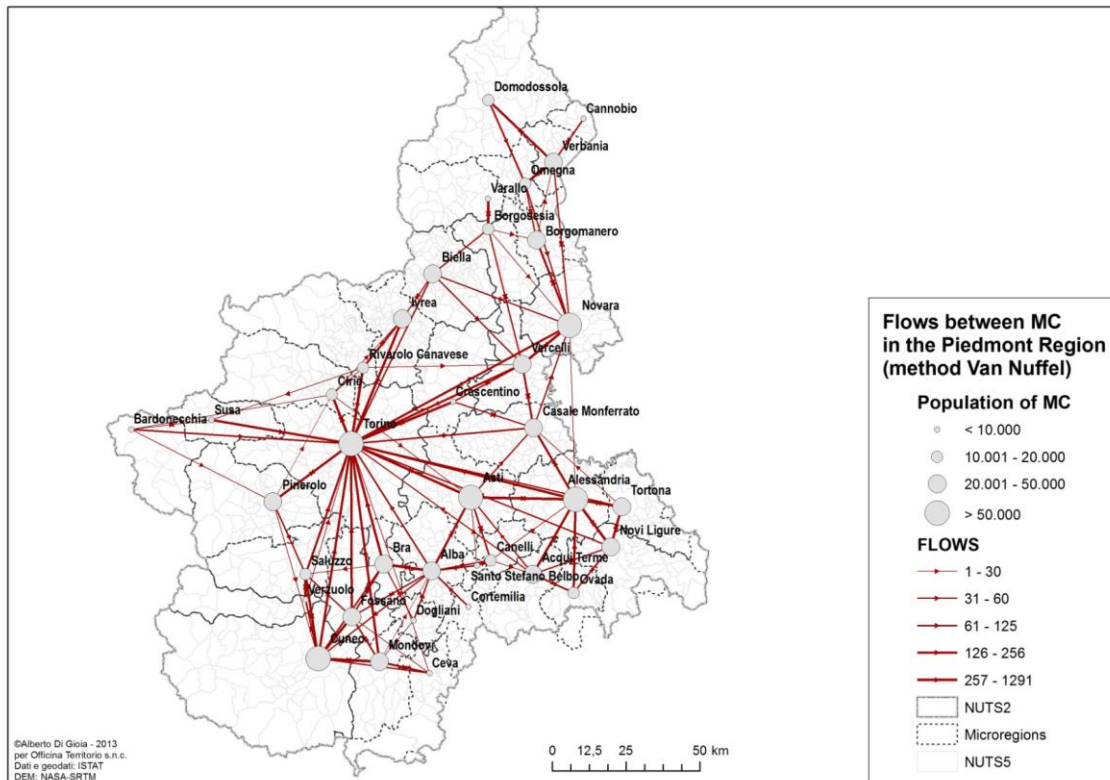 Domodossola
Cannobio
Verbania
Omegna
Varallo
Borgosesia
Borgomanero
Biella
Novara
Ivrea
Vercelli
Rivarolo Canavese
Ciriè
Crescentino
Susa
Casale Monferrato
Bardonecchia
Torino
Asti
Alessandria
Tortona
Pinerolo
Novi Ligure
Bra
Alba
Canelli
Saluzzo
Acqui Terme
Santo Stefano Belbo
Ovada
Verzuolo
Cortemilia
Fossano
Dogliani
Cuneo
Mondovì
Ceva
Flows between MC
in the Piedmont Region
(method Van Nuffel)
Population of MC
< 10.000
10.001 - 20.000
20.001 - 50.000
> 50.000
FLOWS
1 - 30
31 - 60
61 - 125
126 - 256
257 - 1291
NUTS2
Microregions
NUTS5
©Alberto Di Gioia - 2013
per Officina Territorio s.n.c.
Dati e geodati: ISTAT
DEM: NASA-SRTM
0 12,5 25 50 km